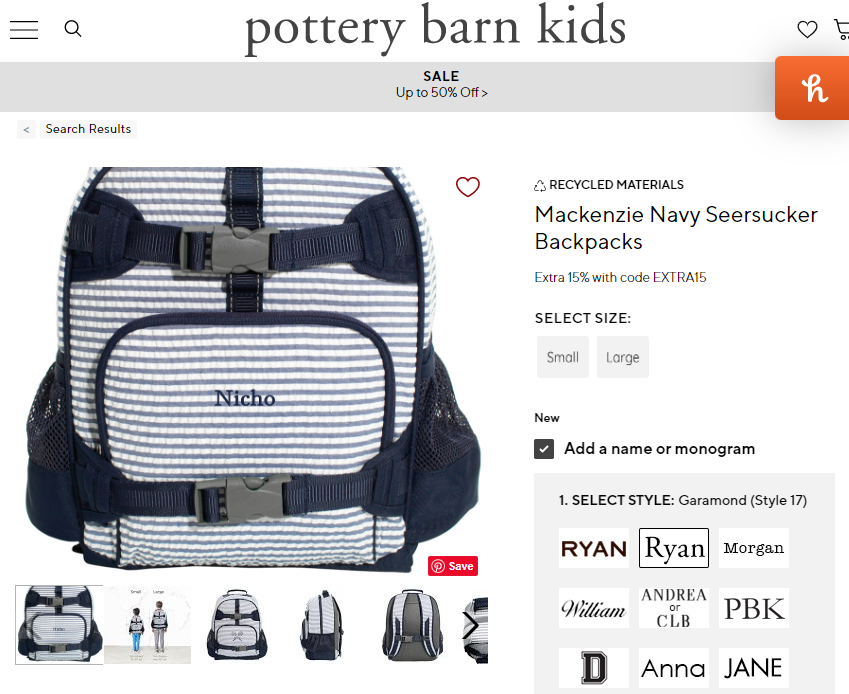 pottery barn kids
SALE
Up to 50% Off >
< Search Results
RECYCLED MATERIALS
Mackenzie Navy Seersucker
Backpacks
Extra 15% with code EXTRA15
SELECT SIZE:
Small Large
New
Add a name or monogram
1. SELECT STYLE: Garamond (Style 17)
RYAN Ryan Morgan
William ANDREA
or
CLB PBK
D Anna JANE
Nicho
Save
Small Large